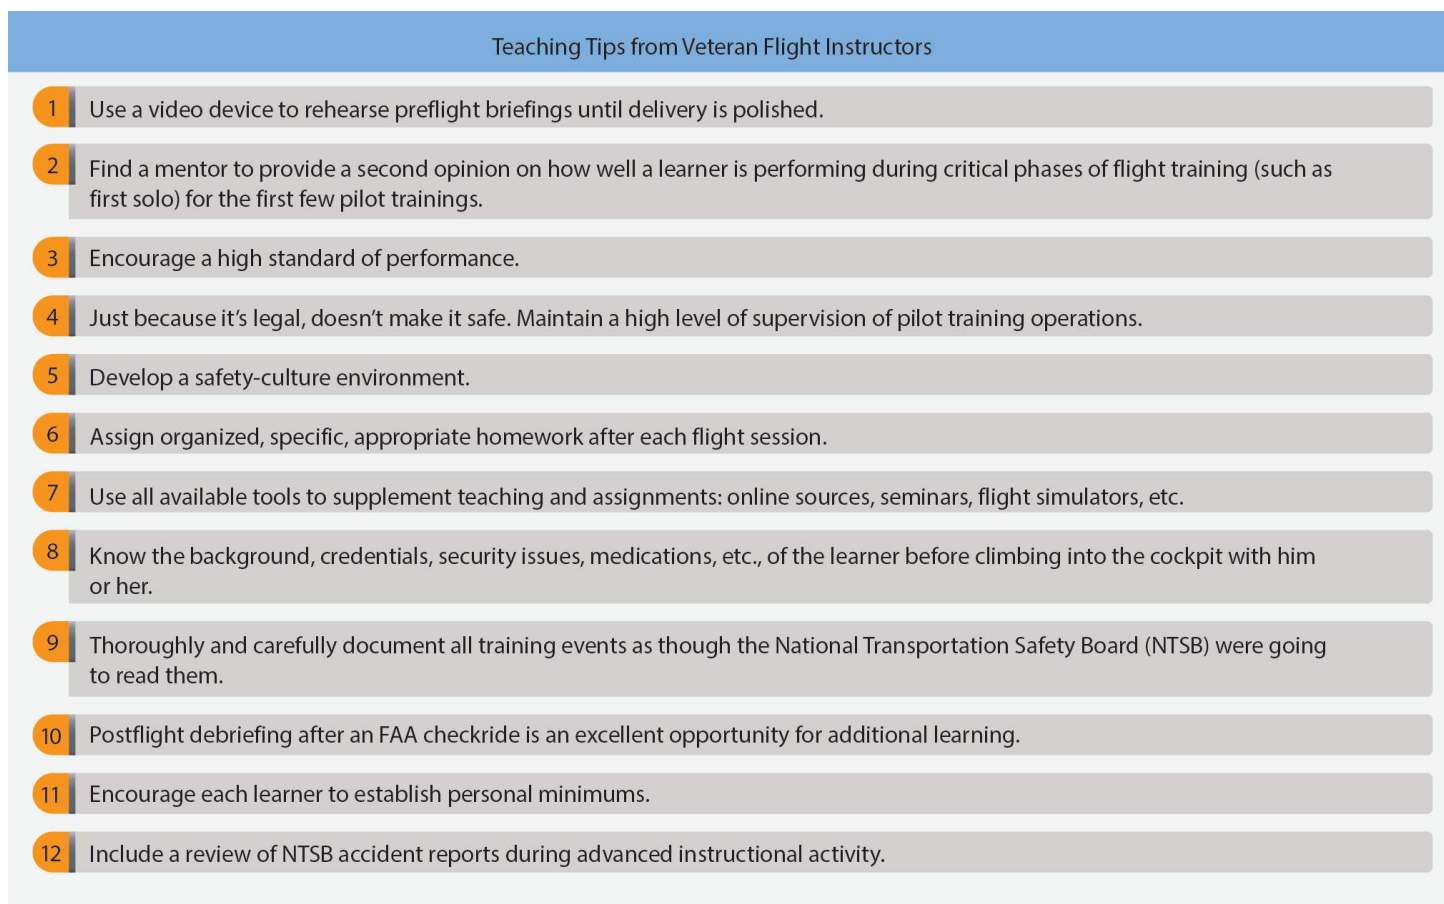 Teaching Tips from Veteran Flight Instructors
1 Use a video device to rehearse preflight briefings until delivery is polished.
2 Find a mentor to provide a second opinion on how well a learner is performing during critical phases of flight training (such as
first solo) for the first few pilot trainings.
3 Encourage a high standard of performance.
4 Just because it’s legal, doesn’t make it safe. Maintain a high level of supervision of pilot training operations.
5 Develop a safety-culture environment.
6 Assign organized, specific, appropriate homework after each flight session.
7 Use all available tools to supplement teaching and assignments: online sources, seminars, flight simulators, etc.
8 Know the background, credentials, security issues, medications, etc., of the learner before climbing into the cockpit with him
or her.
9 Thoroughly and carefully document all training events as though the National Transportation Safety Board (NTSB) were going
to read them.
10 Postflight debriefing after an FAA checkride is an excellent opportunity for additional learning.
11 Encourage each learner to establish personal minimums.
12 Include a review of NTSB accident reports during advanced instructional activity.